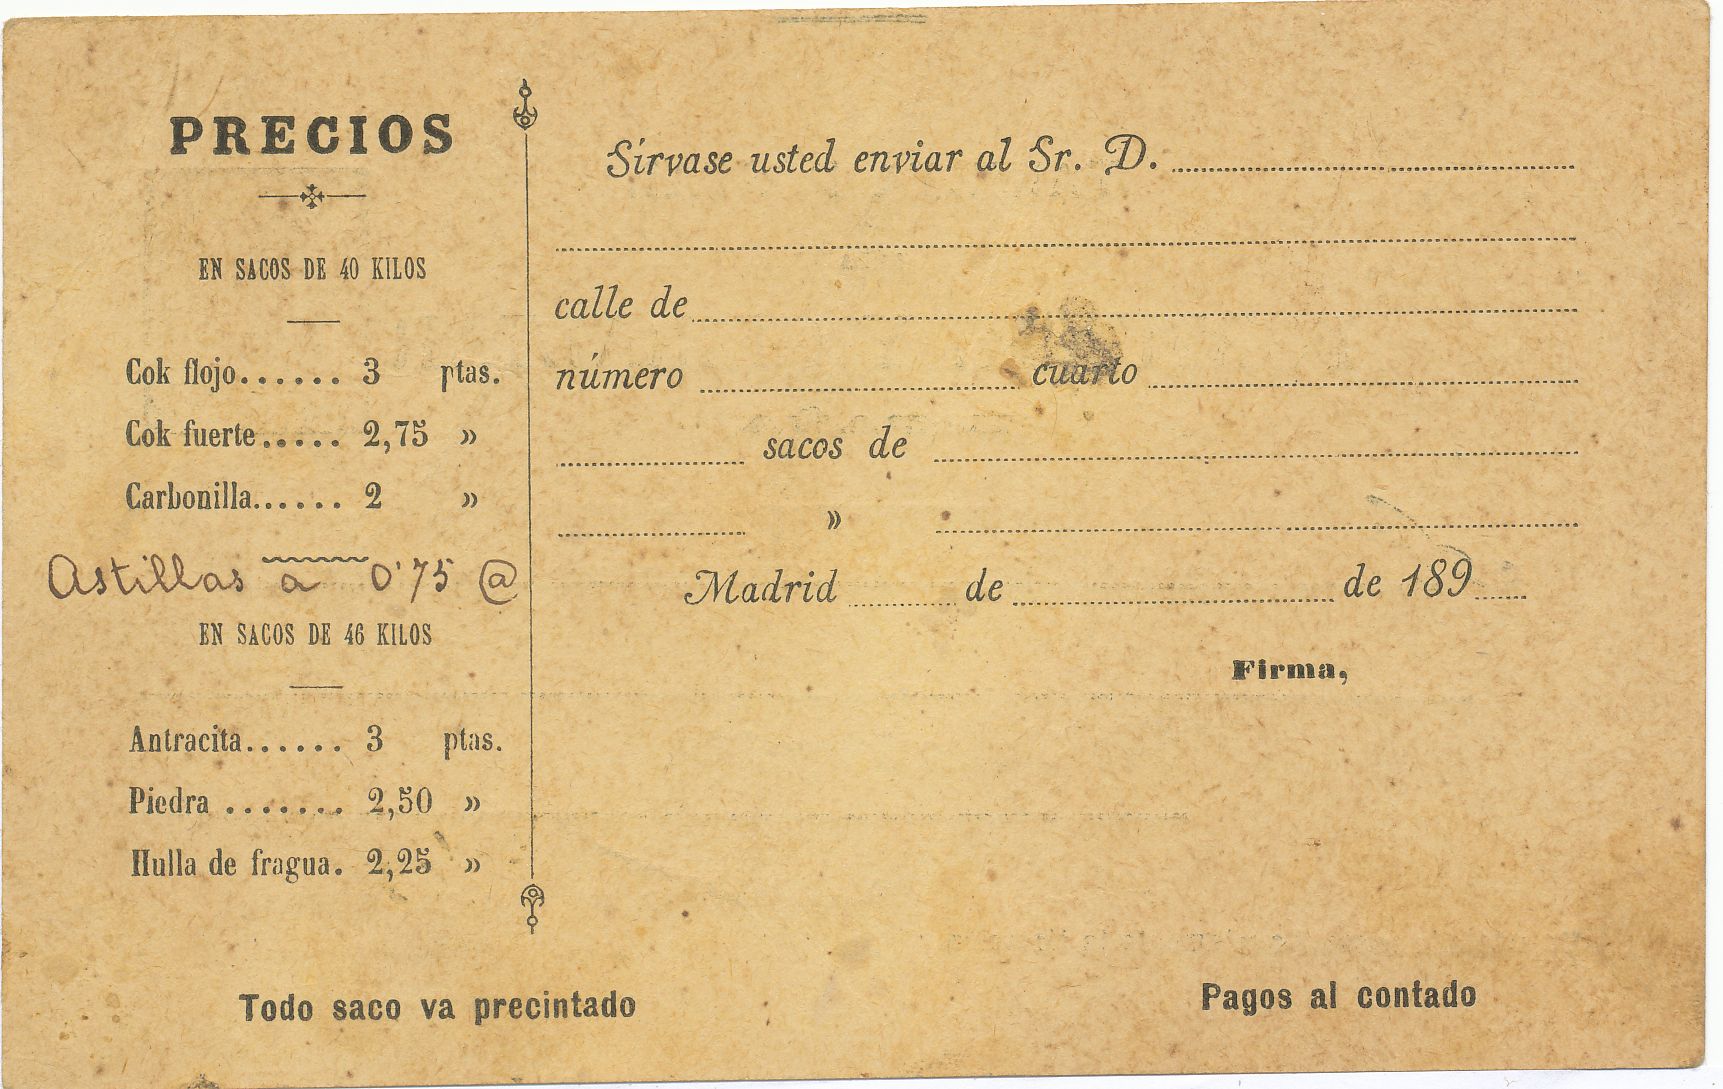 PRECIOS
EN SACOS DE 40 KILOS
Cok flojo...... 3 ptas.
Cok fuerte..... 2,75 »
Carbonilla...... 2 »
Astillas a 0'75 @
EN SACOS DE 46 KILOS
Antracita...... 3 ptas.
Piedra ....... 2,50 »
Hulla de fragua. 2,25 »
Todo saco va precintado
Sírvase usted enviar al Sr. D.
calle de
número cuarto
sacos de
»
Madrid de de 189
Firma,
Pagos al contado